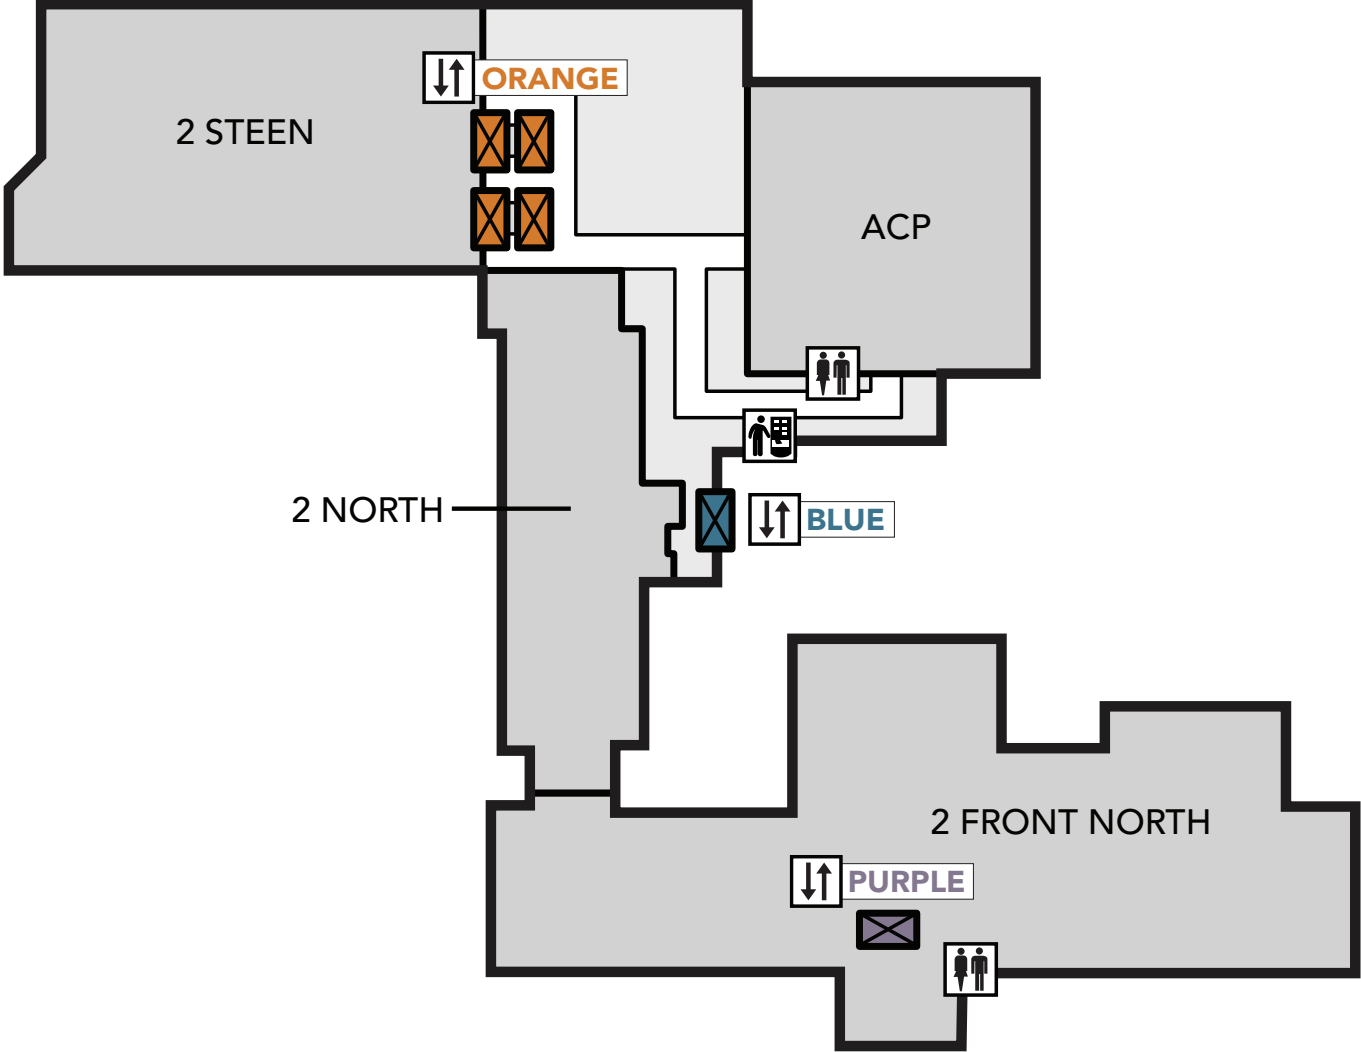 ORANGE
2 STEEN
ACP
2 NORTH
BLUE
2 FRONT NORTH
PURPLE